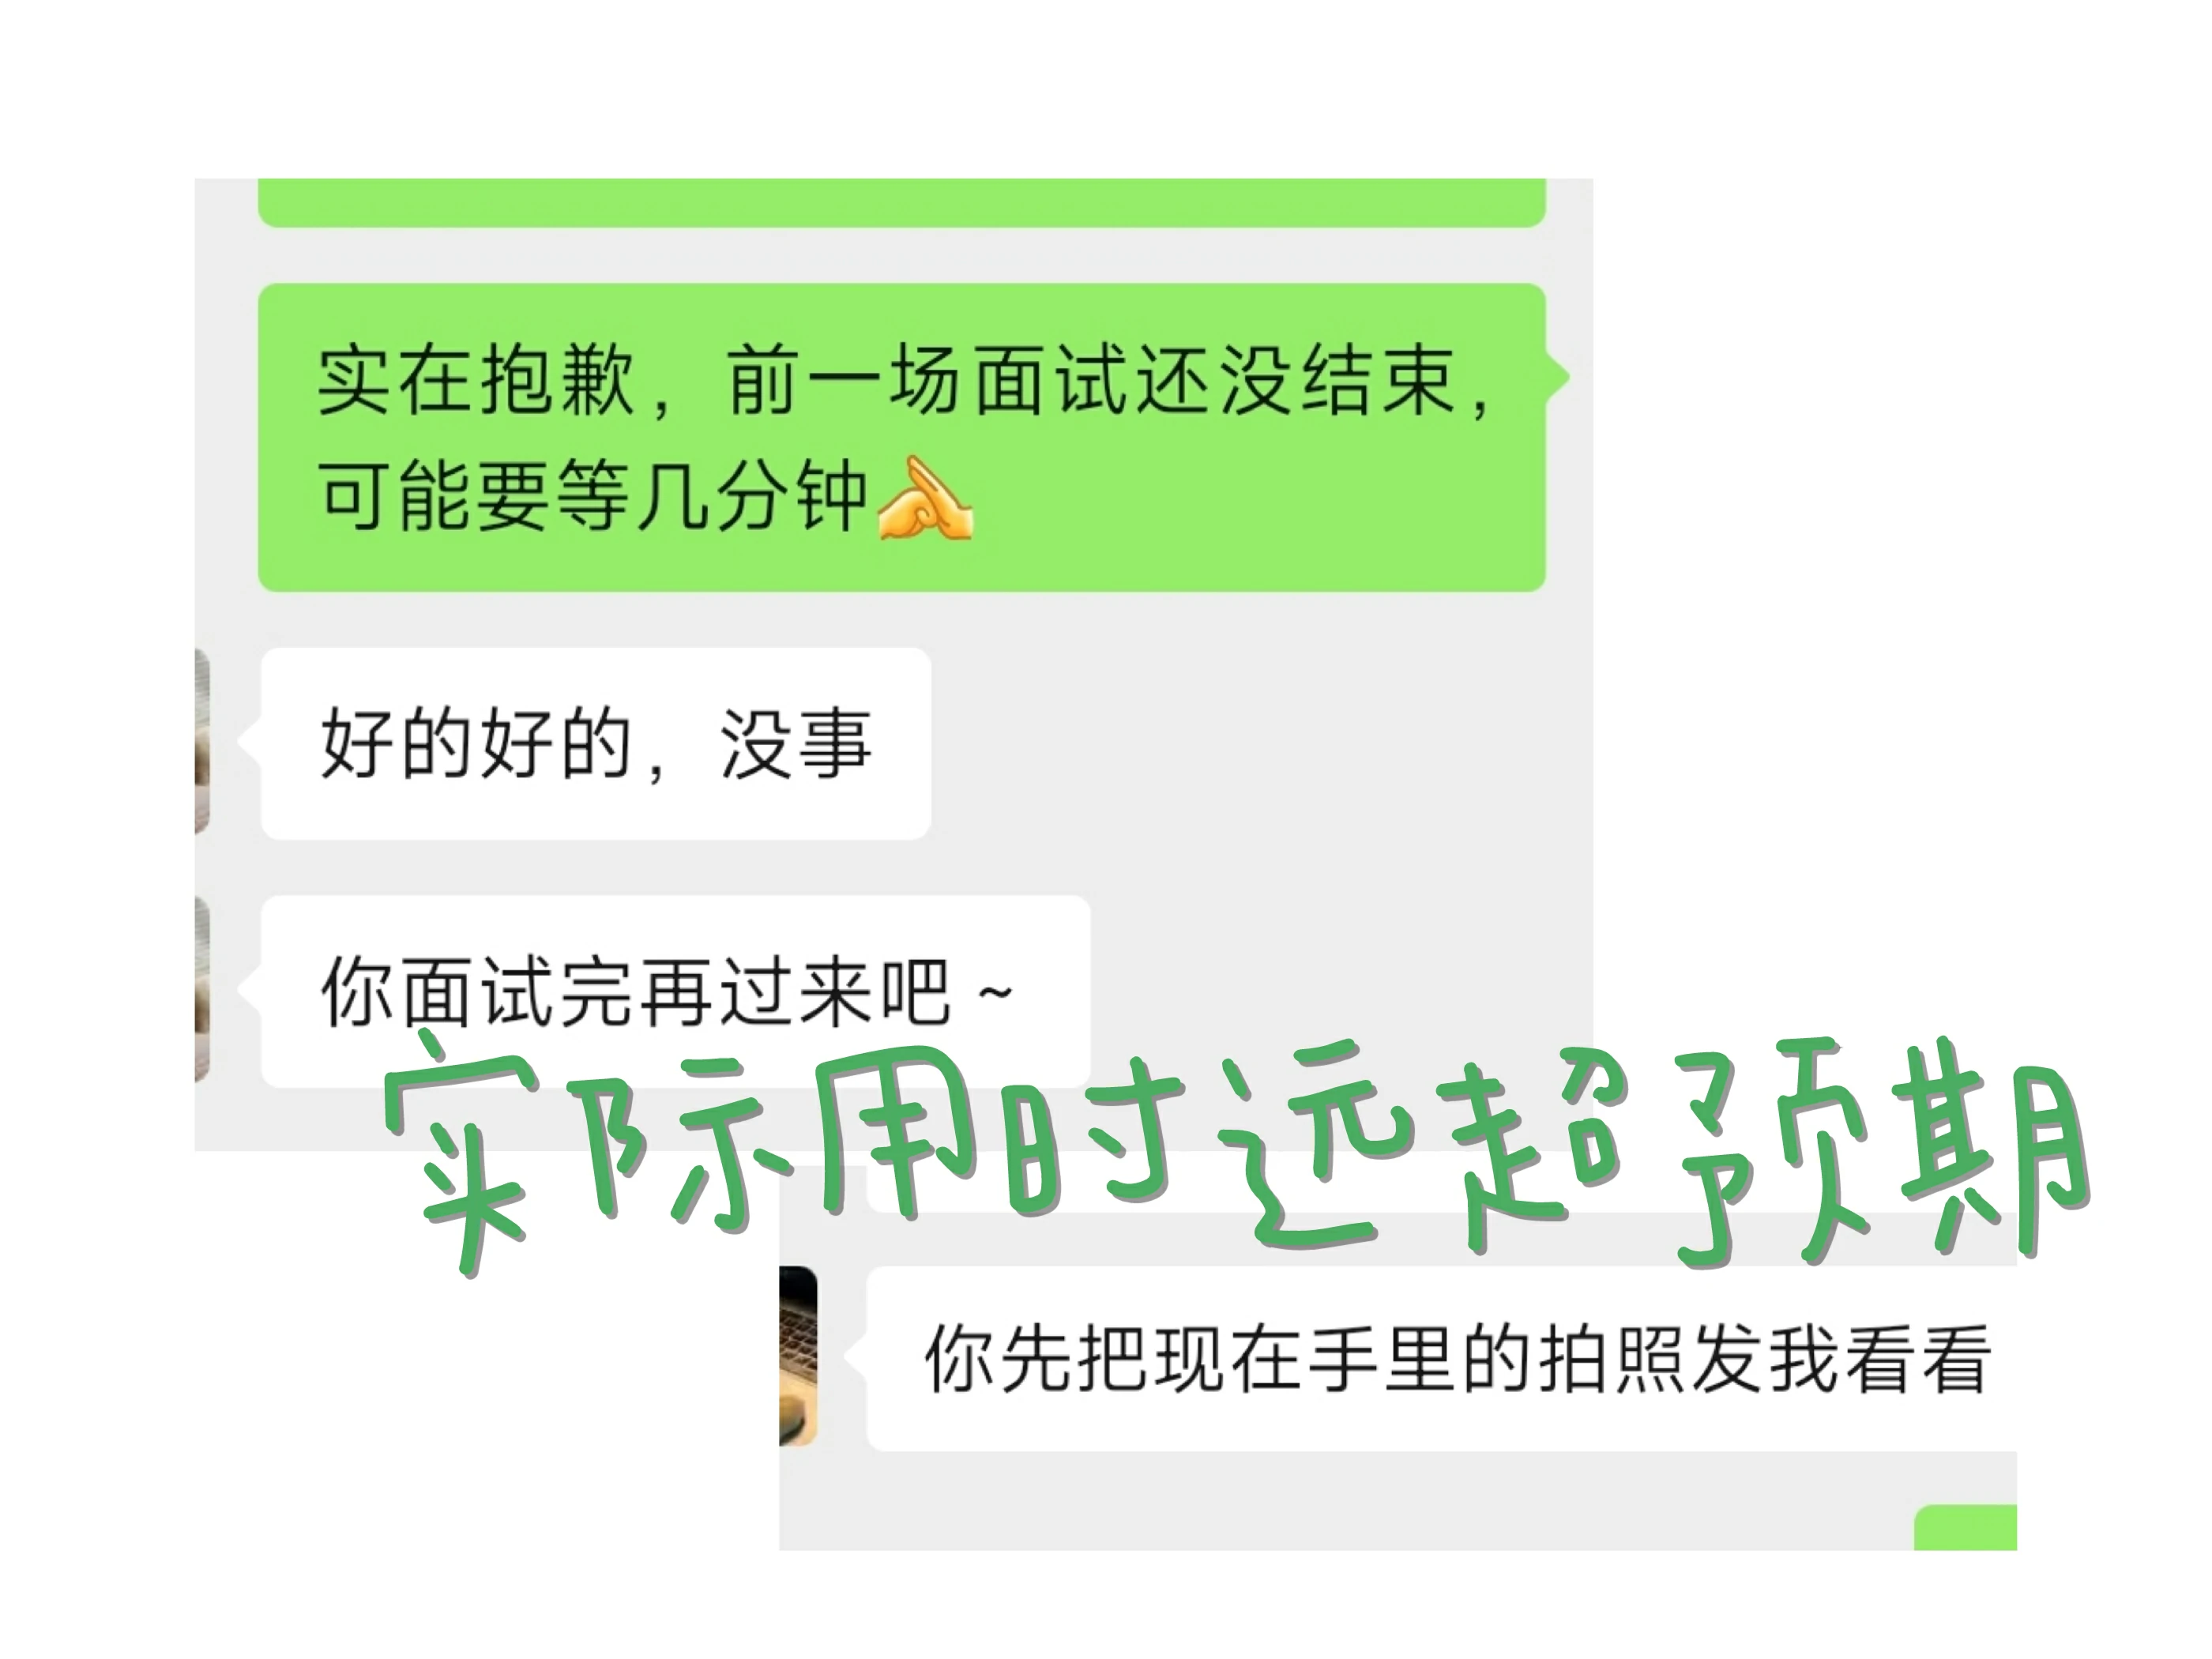 实在抱歉，前一场面试还没结束，
可能要等几分钟🫏
好的好的，没事
你面试完再过来吧～
实际用时远超预期
你先把现在手里的拍照发我看看